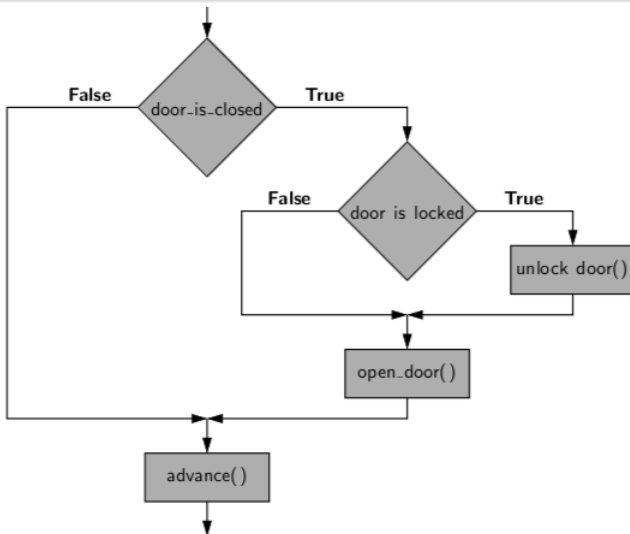 False
True
door_is_closed
False
True
door is locked
unlock door()
open_door()
advance()